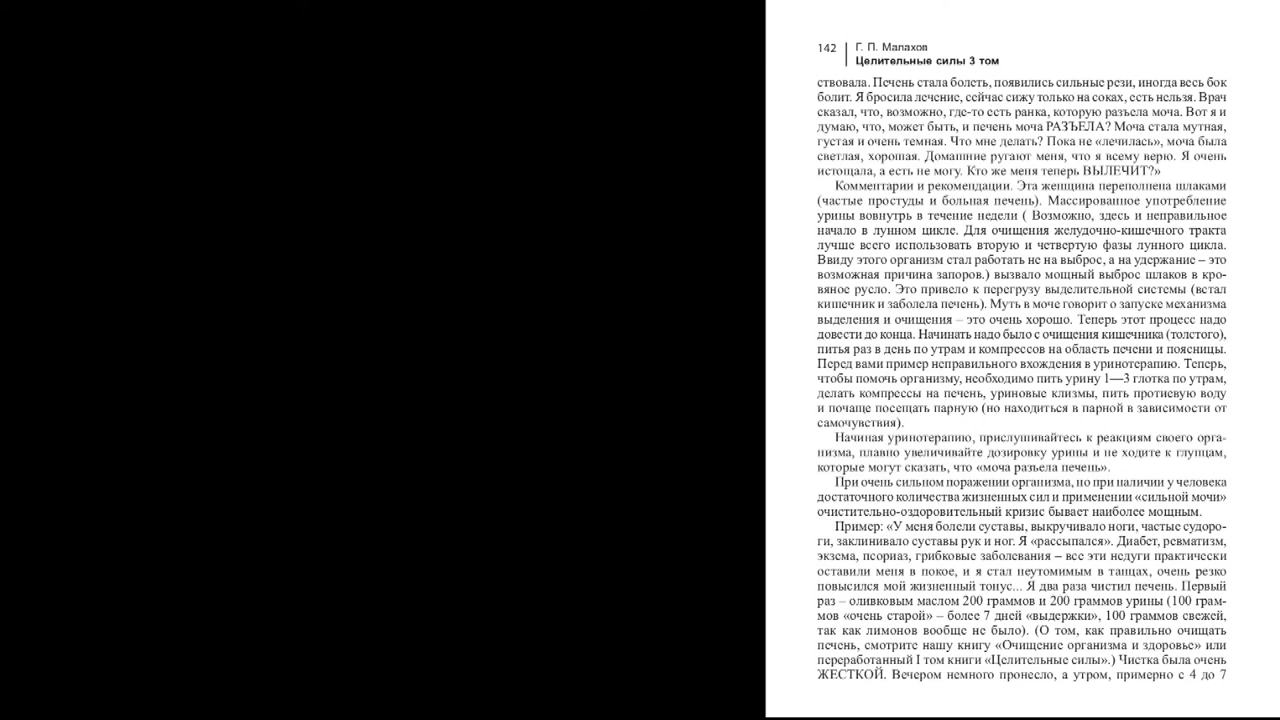 142
Г. П. Малахов
Целительные силы 3 том
ствовала. Печень стала болеть, появились сильные рези, иногда весь бок
болит. Я бросила лечение, сейчас сижу только на соках, есть нельзя. Врач
сказал, что, возможно, где-то есть ранка, которую разъела моча. Вот я и
думаю, что, может быть, и печень моча РАЗЪЕЛА? Моча стала мутная,
густая и очень темная. Что мне делать? Пока не «лечилась», моча была
светлая, хорошая. Домашние ругают меня, что я всему верю. Я очень
истощала, а есть не могу. Кто же меня теперь ВЫЛЕЧИТ?»
Комментарии и рекомендации. Эта женщина переполнена шлаками
(частые простуды и больная печень). Массированное употребление
урины вовнутрь в течение недели ( Возможно, здесь и неправильное
начало в лунном цикле. Для очищения желудочно-кишечного тракта
лучше всего использовать вторую и четвертую фазы лунного цикла.
Ввиду этого организм стал работать не на выброс, а на удержание – это
возможная причина запоров.) вызвало мощный выброс шлаков в кро-
вяное русло. Это привело к перегрузу выделительной системы (встал
кишечник и заболела печень). Муть в моче говорит о запуске механизма
выделения и очищения – это очень хорошо. Теперь этот процесс надо
довести до конца. Начинать надо было с очищения кишечника (толстого),
питья раз в день по утрам и компрессов на область печени и поясницы.
Перед вами пример неправильного вхождения в уринотерапию. Теперь,
чтобы помочь организму, необходимо пить урину 1—3 глотка по утрам,
делать компрессы на печень, уриновые клизмы, пить протиевую воду
и почаще посещать парную (но находиться в парной в зависимости от
самочувствия).
Начиная уринотерапию, прислушивайтесь к реакциям своего орга-
низма, плавно увеличивайте дозировку урины и не ходите к глупцам,
которые могут сказать, что «моча разъела печень».
При очень сильном поражении организма, но при наличии у человека
достаточного количества жизненных сил и применении «сильной мочи»
очистительно-оздоровительный кризис бывает наиболее мощным.
Пример: «У меня болели суставы, выкручивало ноги, частые судоро-
ги, заклинивало суставы рук и ног. Я «рассыпался». Диабет, ревматизм,
экзема, псориаз, грибковые заболевания – все эти недуги практически
оставили меня в покое, и я стал неутомимым в танцах, очень резко
повысился мой жизненный тонус... Я два раза чистил печень. Первый
раз – оливковым маслом 200 граммов и 200 граммов урины (100 грам-
мов «очень старой» – более 7 дней «выдержки», 100 граммов свежей,
так как лимонов вообще не было). (О том, как правильно очищать
печень, смотрите нашу книгу «Очищение организма и здоровье» или
переработанный I том книги «Целительные силы».) Чистка была очень
ЖЕСТКОЙ. Вечером немного пронесло, а утром, примерно с 4 до 7